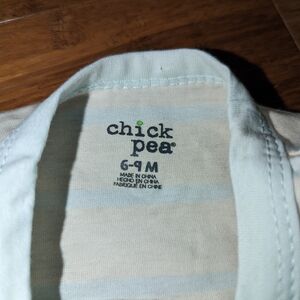 chick
pea®
6-9 M
MADE IN CHINA
HECHO EN CHINA
FABRIQUÉ EN CHINE